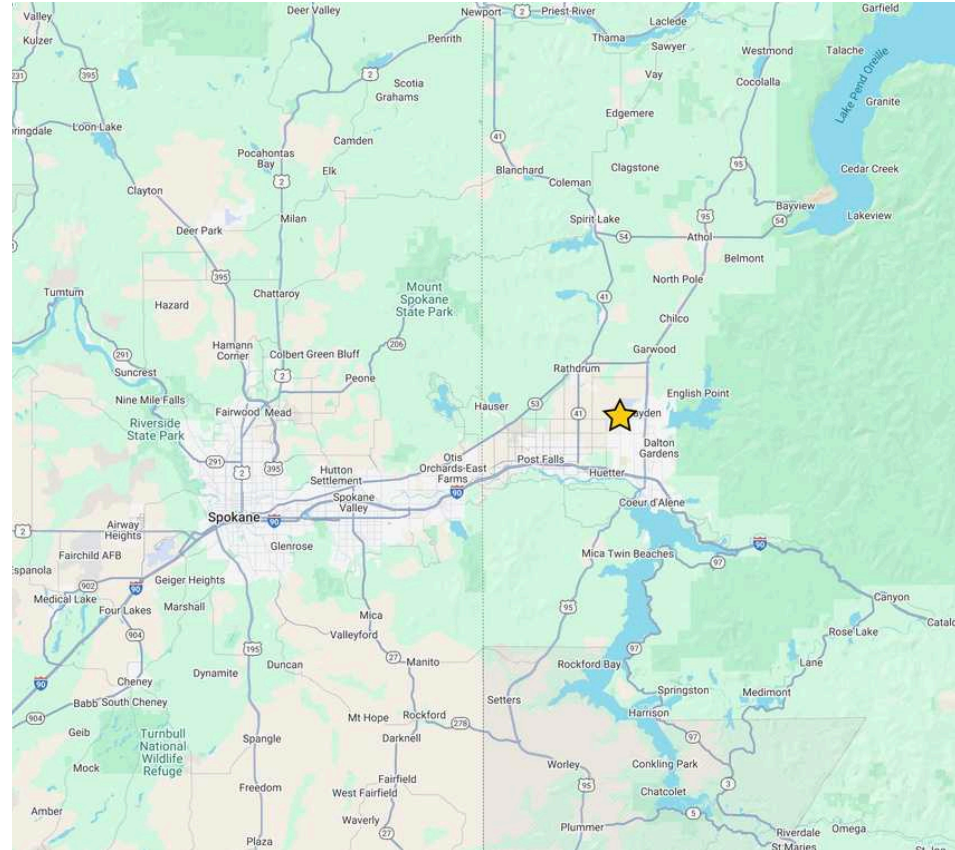 Deer Valley
Newport
2
Priest River
Garfield
Valley
Laclede
Kulzer
Thama
Sawyer
Penrith
Westmond
Talache
395
2
Vay
Cocolalla
231
Scotia
Grahams
Lake Pend Oreille
Granite
Edgemere
Loon Lake
Camden
41
95
Pocahontas
Bay
Elk
Blanchard
Clagstone
Cedar Creek
2
Coleman
Clayton
Bayview
Milan
Spirit Lake
95
54
Lakeview
Deer Park
54
Athol
Belmont
395
North Pole
Tumtum
Chattaroy
Mount
Spokane
State Park
41
Hazard
Chilco
291
Hamann
Corner
206
Colbert
Green Bluff
Garwood
Suncrest
2
Peone
Rathdrum
English Point
Nine Mile Falls
Fairwood
Mead
Hauser
53
41
Riverside
State Park
Dalton
Gardens
291
395
2
Hutton
Settlement
Otis
Orchards-East
Farms
Post Falls
Huetter
90
Spokane
Valley
Coeur d'Alene
Spokane
90
2
Airway
Heights
Glenrose
90
Fairchild AFB
Mica Twin Beaches
97
Espanola
902
90
Geiger Heights
Medical Lake
Four Lakes
Marshall
Mica
95
Canyon
904
Valleyford
Rose Lake
195
27
Manito
97
Rockford Bay
Lane
Cheney
Dynamite
Duncan
90
Springston
Medimont
904
Babb
South Cheney
Setters
Mt Hope
Rockford
278
Harrison
Geib
Turnbull
National
Wildlife
Refuge
Spangle
Darknell
97
Mock
Worley
Conkling Park
Freedom
Fairfield
West Fairfield
95
3
Chatcolet
Amber
Waverly
5
Plaza
27
Plummer
Riverdale
Omega
St Maries